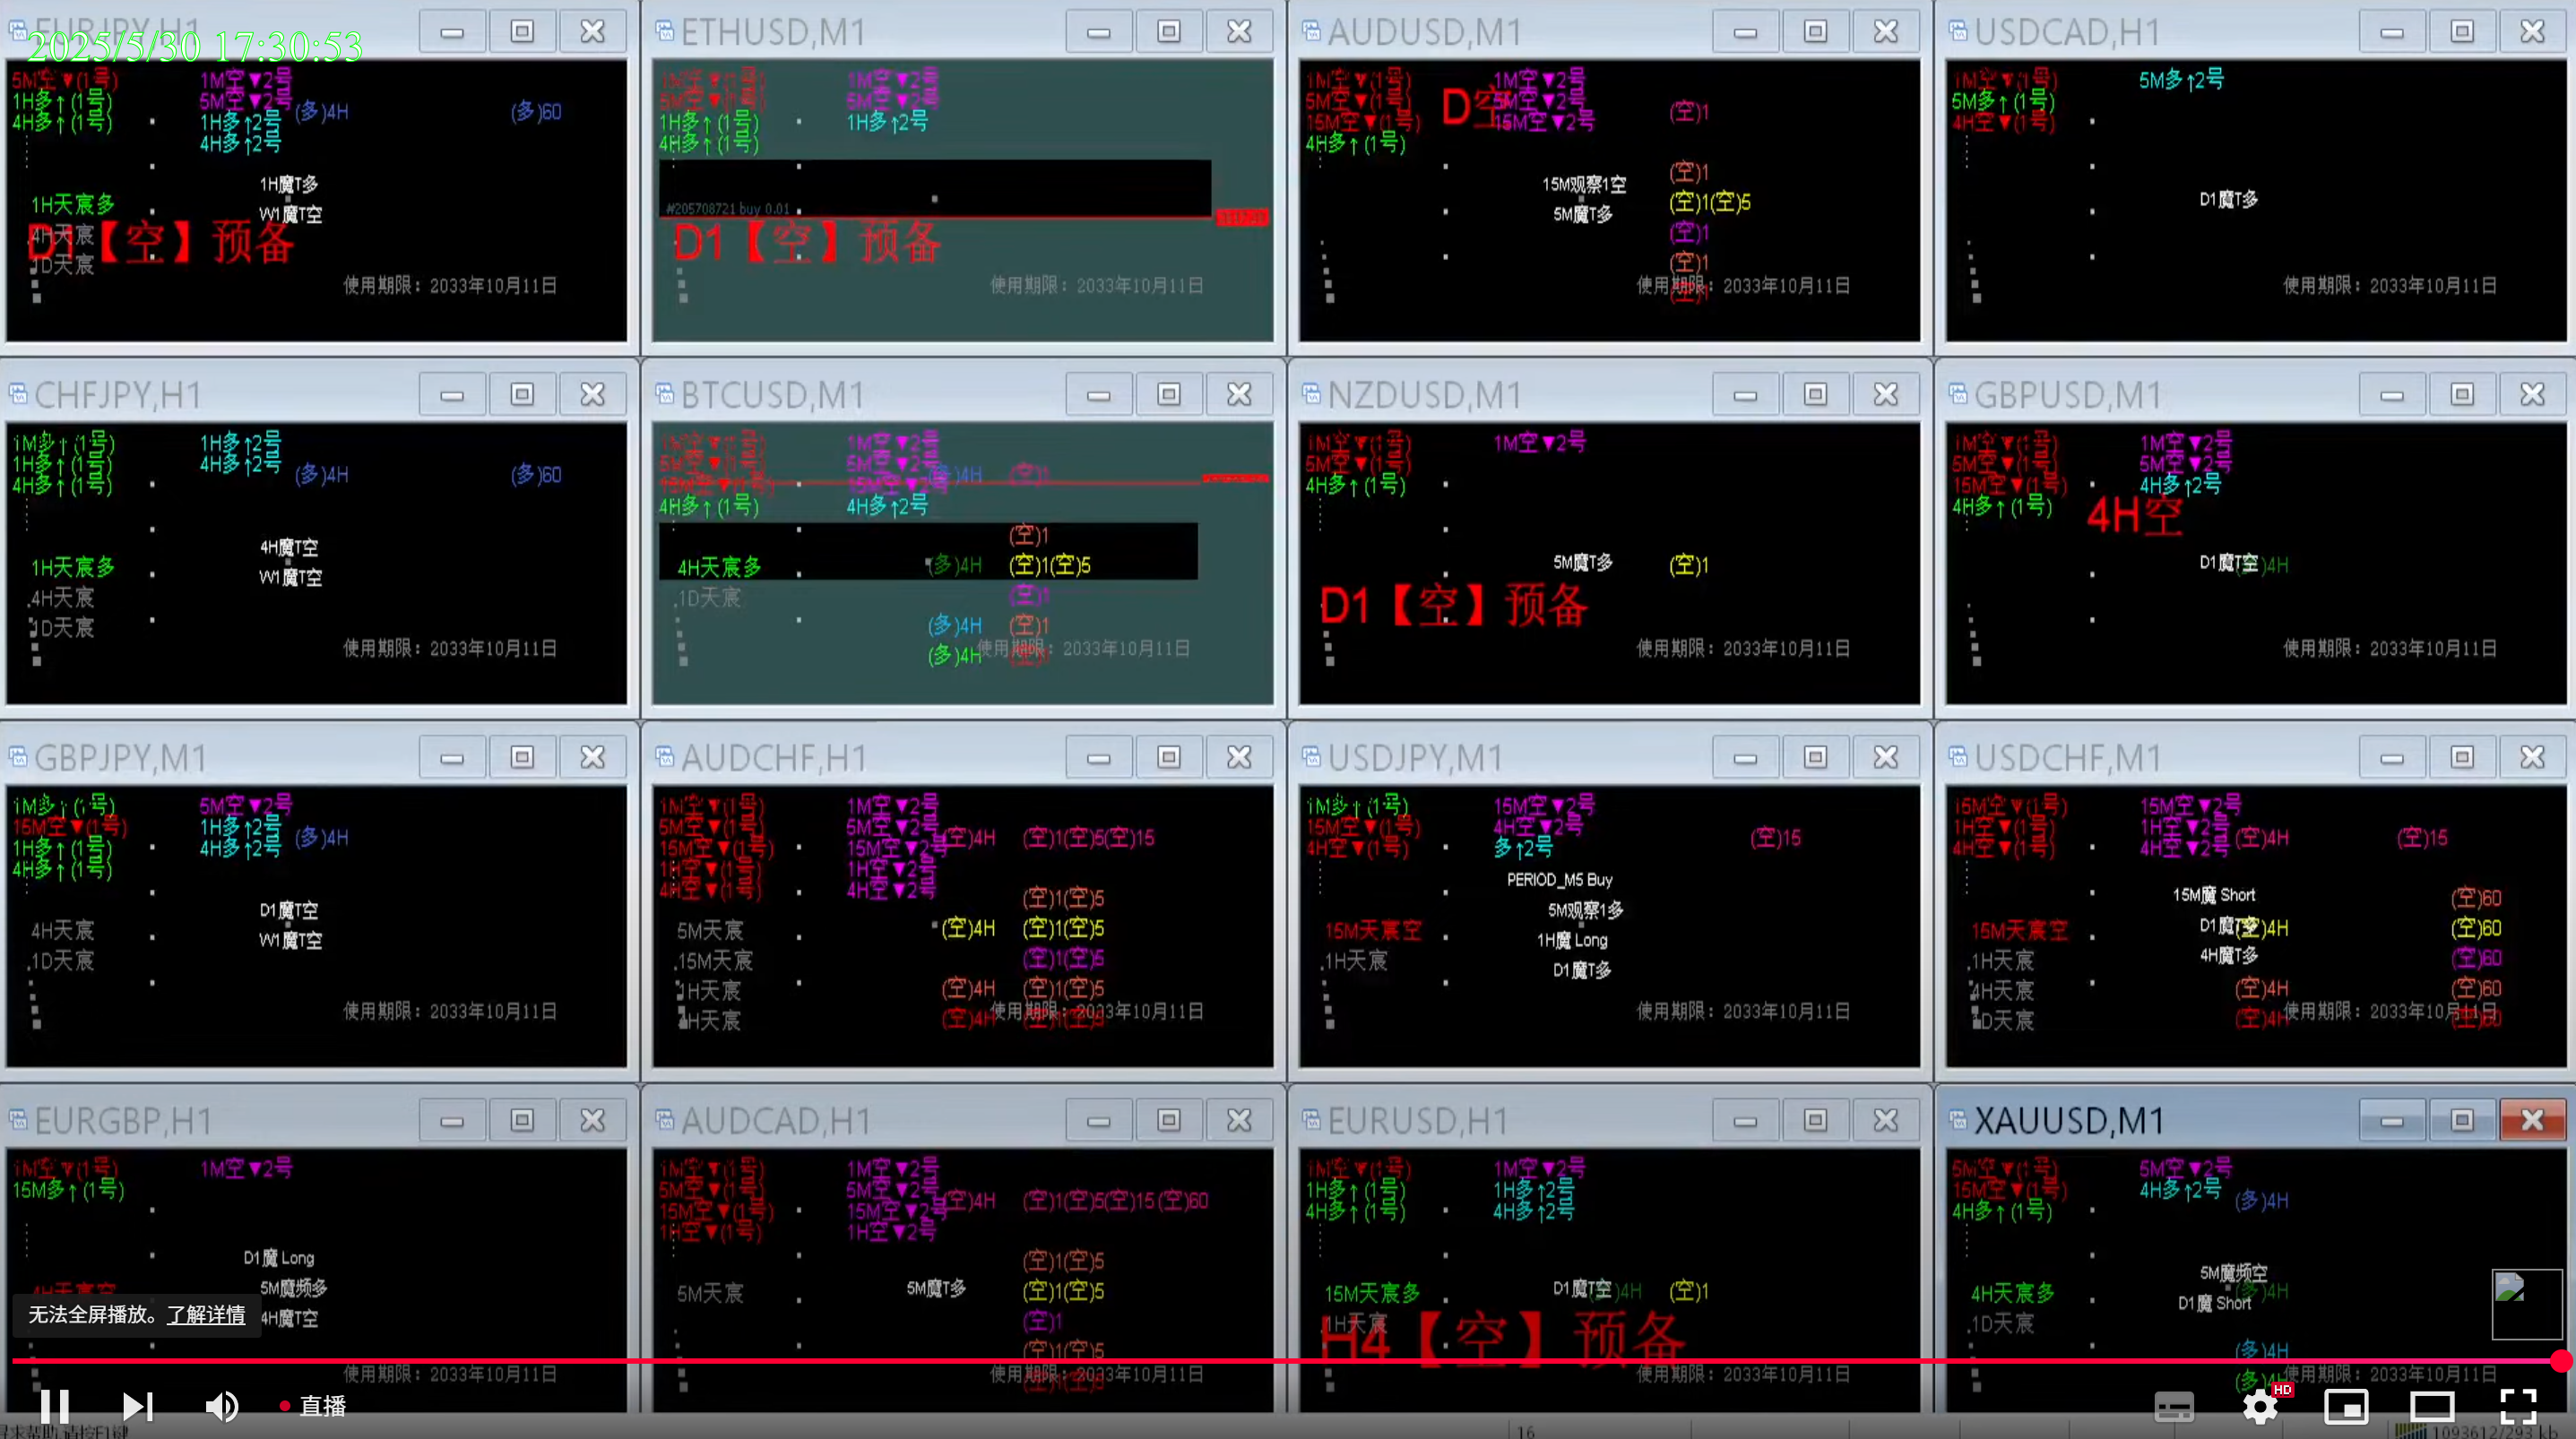 2025/5/30 17:30:53
EURJPY,H1
5M空▼(1号)
1H多↑(1号)
4H多↑(1号)
1M空▼2号
5M空▼2号
1H多↑2号
4H多↑2号
(多)4H
(多)60
1H魔T多
W1魔T空
1H天宸多
4H天宸
1D天宸
D1【空】预备
使用期限：2033年10月11日
ETHUSD,M1
1M空▼(1号)
5M空▼(1号)
1H多↑(1号)
4H多↑(1号)
1M空▼2号
5M空▼2号
1H多↑2号
#205708721 buy 0.01
D1【空】预备
使用期限：2033年10月11日
AUDUSD,M1
1M空▼(1号)
5M空▼(1号)
15M空▼(1号)
4H多↑(1号)
D空
1M空▼2号
5M空▼2号
15M空▼2号
(空)1
15M观察1空
5M魔T多
(空)1
(空)1(空)5
(空)1
(空)1
(空)1
使用期限：2033年10月11日
USDCAD,H1
1M空▼(1号)
5M多↑(1号)
4H空▼(1号)
5M多↑2号
D1魔T多
使用期限：2033年10月11日
CHFJPY,H1
1M多↑(1号)
1H多↑(1号)
4H多↑(1号)
1H多↑2号
4H多↑2号
(多)4H
(多)60
4H魔T空
W1魔T空
1H天宸多
4H天宸
1D天宸
使用期限：2033年10月11日
BTCUSD,M1
1M空▼(1号)
5M空▼(1号)
15M空▼(1号)
4H多↑(1号)
1M空▼2号
5M空▼2号
15M空▼2号
4H多↑2号
(多)4H
(空)1
(空)1
4H天宸多
(多)4H
(空)1(空)5
1D天宸
(空)1
(多)4H
(空)1
(多)4H
使用期限：2033年10月11日
NZDUSD,M1
1M空▼(1号)
5M空▼(1号)
4H多↑(1号)
1M空▼2号
5M魔T多
(空)1
D1【空】预备
使用期限：2033年10月11日
GBPUSD,M1
1M空▼(1号)
5M空▼(1号)
15M空▼(1号)
4H多↑(1号)
1M空▼2号
5M空▼2号
4H多↑2号
4H空
D1魔T空
)4H
使用期限：2033年10月11日
GBPJPY,M1
1M多↑(1号)
15M空▼(1号)
1H多↑(1号)
4H多↑(1号)
5M空▼2号
1H多↑2号
4H多↑2号
(多)4H
D1魔T空
W1魔T空
4H天宸
1D天宸
使用期限：2033年10月11日
AUDCHF,H1
1M空▼(1号)
5M空▼(1号)
15M空▼(1号)
1H空▼(1号)
4H空▼(1号)
1M空▼2号
5M空▼2号
15M空▼2号
1H空▼2号
4H空▼2号
(空)4H
(空)1(空)5(空)15
(空)1(空)5
5M天宸
(空)4H
(空)1(空)5
15M天宸
(空)1(空)5
1H天宸
(空)4H
(空)1(空)5
4H天宸
(空)4H
(空)1(空)5
使用期限：2033年10月11日
USDJPY,M1
1M多↑(1号)
15M空▼(1号)
4H空▼(1号)
15M空▼2号
4H空▼2号
多↑2号
(空)15
PERIOD_M5 Buy
5M观察1多
1H魔 Long
D1魔T多
15M天宸空
1H天宸
使用期限：2033年10月11日
USDCHF,M1
15M空▼(1号)
1H空▼(1号)
4H空▼(1号)
15M空▼2号
1H空▼2号
4H空▼2号
(空)4H
(空)15
15M魔 Short
(空)60
15M天宸空
D1魔T多
(空)4H
(空)60
1H天宸
4H魔T多
(空)60
4H天宸
(空)4H
(空)60
1D天宸
(空)4H
(空)60
使用期限：2033年10月11日
EURGBP,H1
1M空▼(1号)
15M多↑(1号)
1M空▼2号
D1魔 Long
5M魔频多
4H魔T空
4H天宸空
使用期限：2033年10月11日
AUDCAD,H1
1M空▼(1号)
5M空▼(1号)
15M空▼(1号)
1H空▼(1号)
1M空▼2号
5M空▼2号
15M空▼2号
1H空▼2号
(空)4H
(空)1(空)5(空)15(空)60
(空)1(空)5
5M天宸
5M魔T多
(空)1(空)5
(空)1
(空)1(空)5
使用期限：2033年10月11日
EURUSD,H1
1M空▼(1号)
1H多↑(1号)
4H多↑(1号)
1M空▼2号
1H多↑2号
4H多↑2号
15M天宸多
D1魔T空
)4H
(空)1
1H天宸
H4【空】预备
使用期限：2033年10月11日
XAUUSD,M1
5M空▼(1号)
15M空▼(1号)
4H多↑(1号)
5M空▼2号
4H多↑2号
(多)4H
5M魔频空
4H天宸多
(多)4H
D1魔 Short
1D天宸
(多)4H
使用期限：2033年10月11日
无法全屏播放。了解详情
直播
HD
16
1093612/293 kb